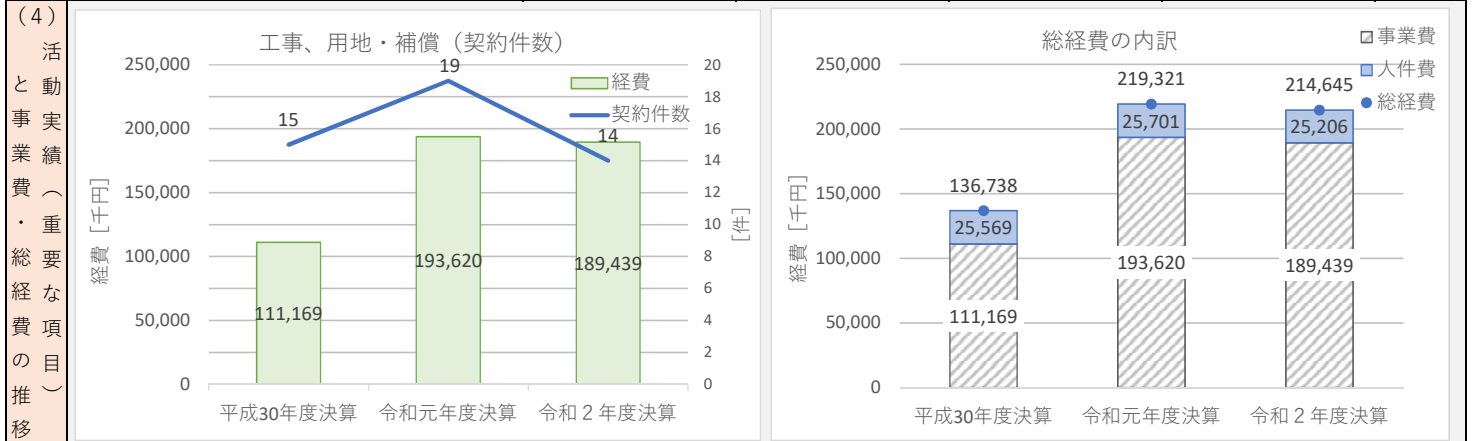 （4）
活動実績（重要な項目）
と事業費・総経費の推移
工事、用地・補償（契約件数）
経費
契約件数
経費［千円］
250,000
200,000
150,000
100,000
50,000
0
20
18
16
14
12
10
8
6
4
2
0
[件]
15
19
14
111,169
193,620
189,439
平成30年度決算
令和元年度決算
令和２年度決算
総経費の内訳
事業費
人件費
総経費
経費［千円］
250,000
200,000
150,000
100,000
50,000
0
136,738
219,321
214,645
25,569
25,701
25,206
111,169
193,620
189,439
平成30年度決算
令和元年度決算
令和２年度決算